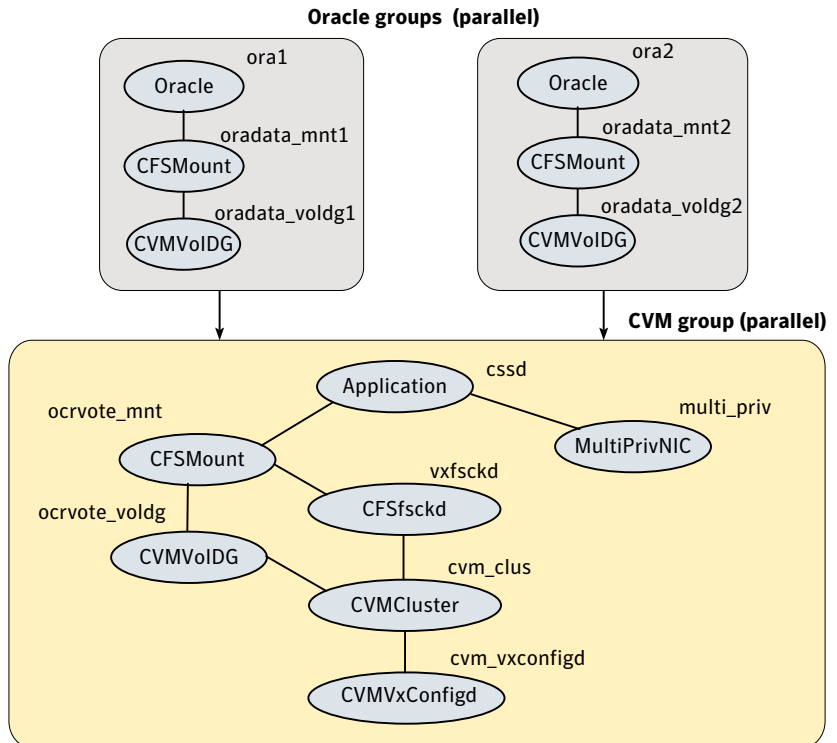 Oracle groups (parallel)
ora1
Oracle
oradata_mnt1
CFSMount
oradata_voldg1
CVMVolDG
ora2
Oracle
oradata_mnt2
CFSMount
oradata_voldg2
CVMVolDG
CVM group (parallel)
cssd
Application
ocrvote_mnt
multi_priv
CFSMount
MultiPrivNIC
vxfsckd
CFSfsckd
ocrvote_voldg
CVMVolDG
cvm_clus
CVMCluster
cvm_vxconfigd
CVMVxConfigd